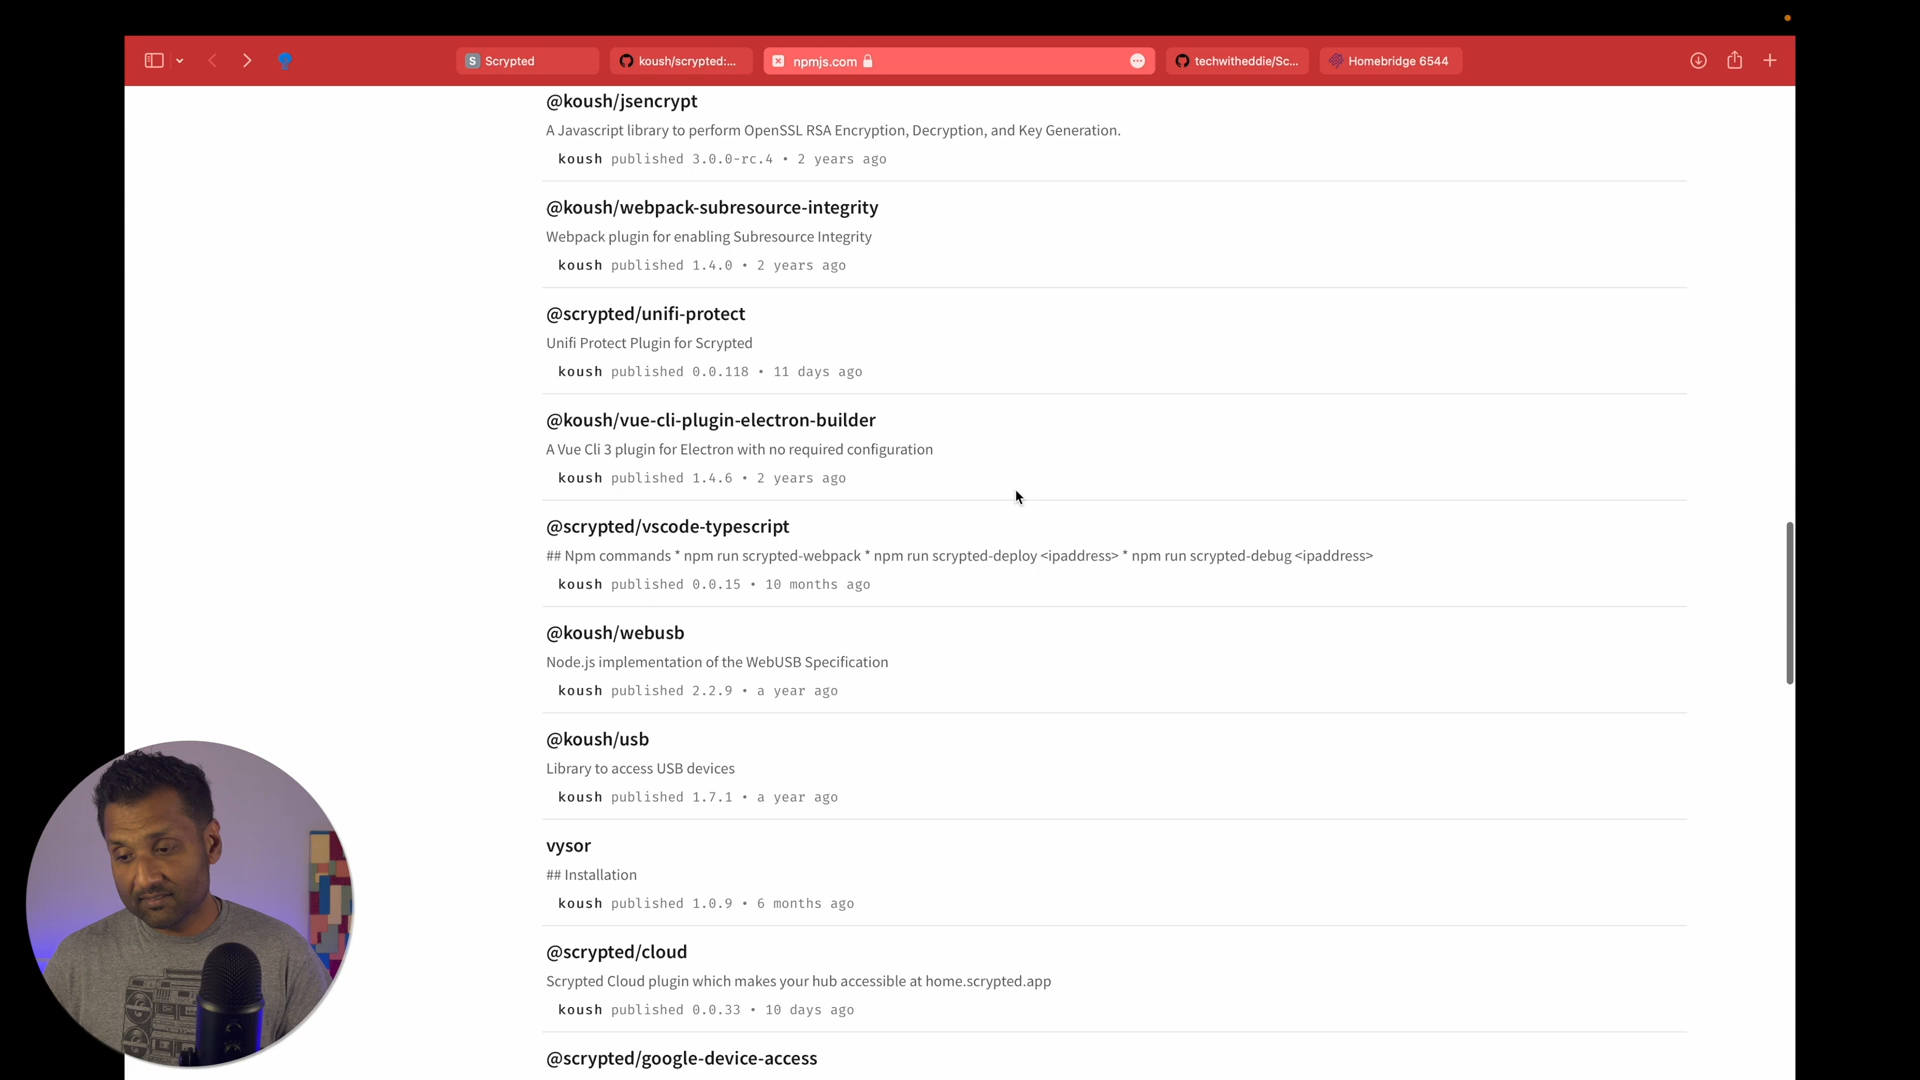 Scrypted
koush/scrypted:...
npmjs.com
techwitheddie/Sc...
Homebridge 6544
@koush/jsencrypt
A Javascript library to perform OpenSSL RSA Encryption, Decryption, and Key Generation.
koush published 3.0.0-rc.4 • 2 years ago
@koush/webpack-subresource-integrity
Webpack plugin for enabling Subresource Integrity
koush published 1.4.0 • 2 years ago
@scrypted/unifi-protect
Unifi Protect Plugin for Scrypted
koush published 0.0.118 • 11 days ago
@koush/vue-cli-plugin-electron-builder
A Vue Cli 3 plugin for Electron with no required configuration
koush published 1.4.6 • 2 years ago
@scrypted/vscode-typescript
## Npm commands * npm run scrypted-webpack * npm run scrypted-deploy <ipaddress> * npm run scrypted-debug <ipaddress>
koush published 0.0.15 • 10 months ago
@koush/webusb
Node.js implementation of the WebUSB Specification
koush published 2.2.9 • a year ago
@koush/usb
Library to access USB devices
koush published 1.7.1 • a year ago
vysor
## Installation
koush published 1.0.9 • 6 months ago
@scrypted/cloud
Scrypted Cloud plugin which makes your hub accessible at home.scrypted.app
koush published 0.0.33 • 10 days ago
@scrypted/google-device-access